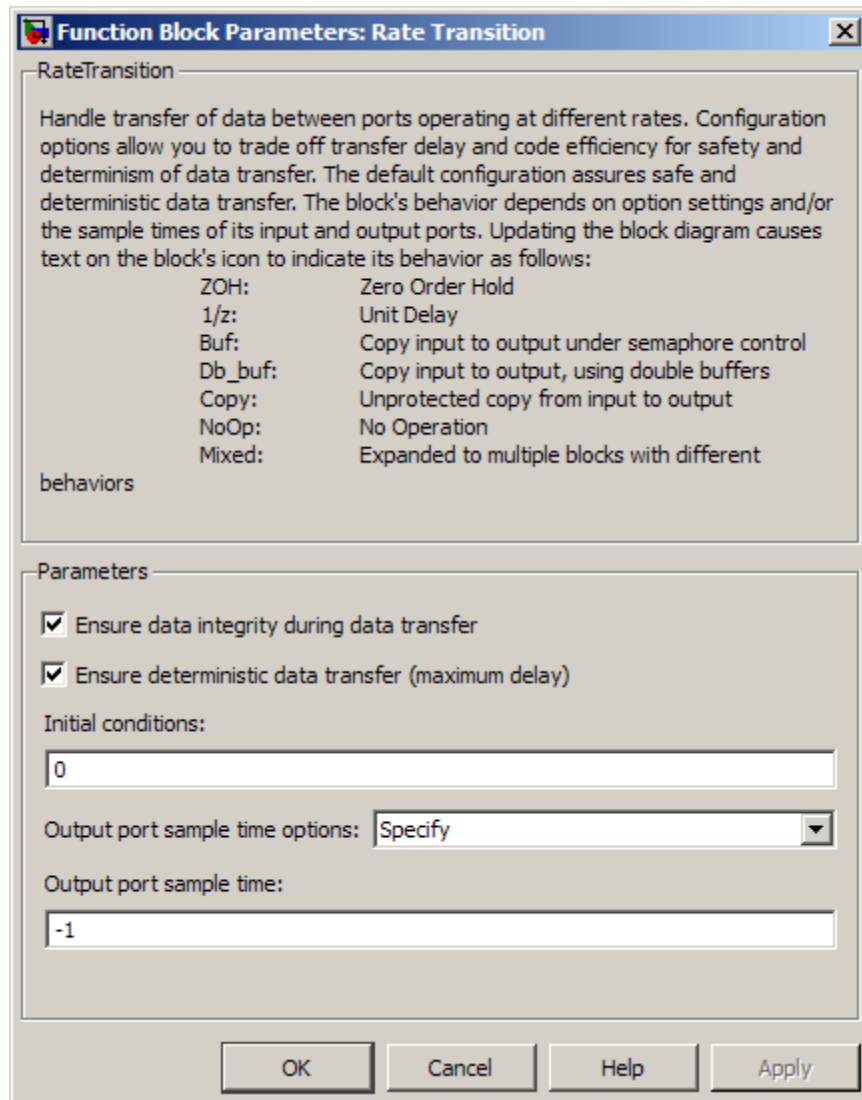 Function Block Parameters: Rate Transition
RateTransition
Handle transfer of data between ports operating at different rates. Configuration
options allow you to trade off transfer delay and code efficiency for safety and
determinism of data transfer. The default configuration assures safe and
deterministic data transfer. The block's behavior depends on option settings and/or
the sample times of its input and output ports. Updating the block diagram causes
text on the block's icon to indicate its behavior as follows:
ZOH: Zero Order Hold
1/z: Unit Delay
Buf: Copy input to output under semaphore control
Db_buf: Copy input to output, using double buffers
Copy: Unprotected copy from input to output
NoOp: No Operation
Mixed: Expanded to multiple blocks with different
behaviors
Parameters
Ensure data integrity during data transfer
Ensure deterministic data transfer (maximum delay)
Initial conditions:
0
Output port sample time options: Specify
Output port sample time:
-1
OK Cancel Help Apply